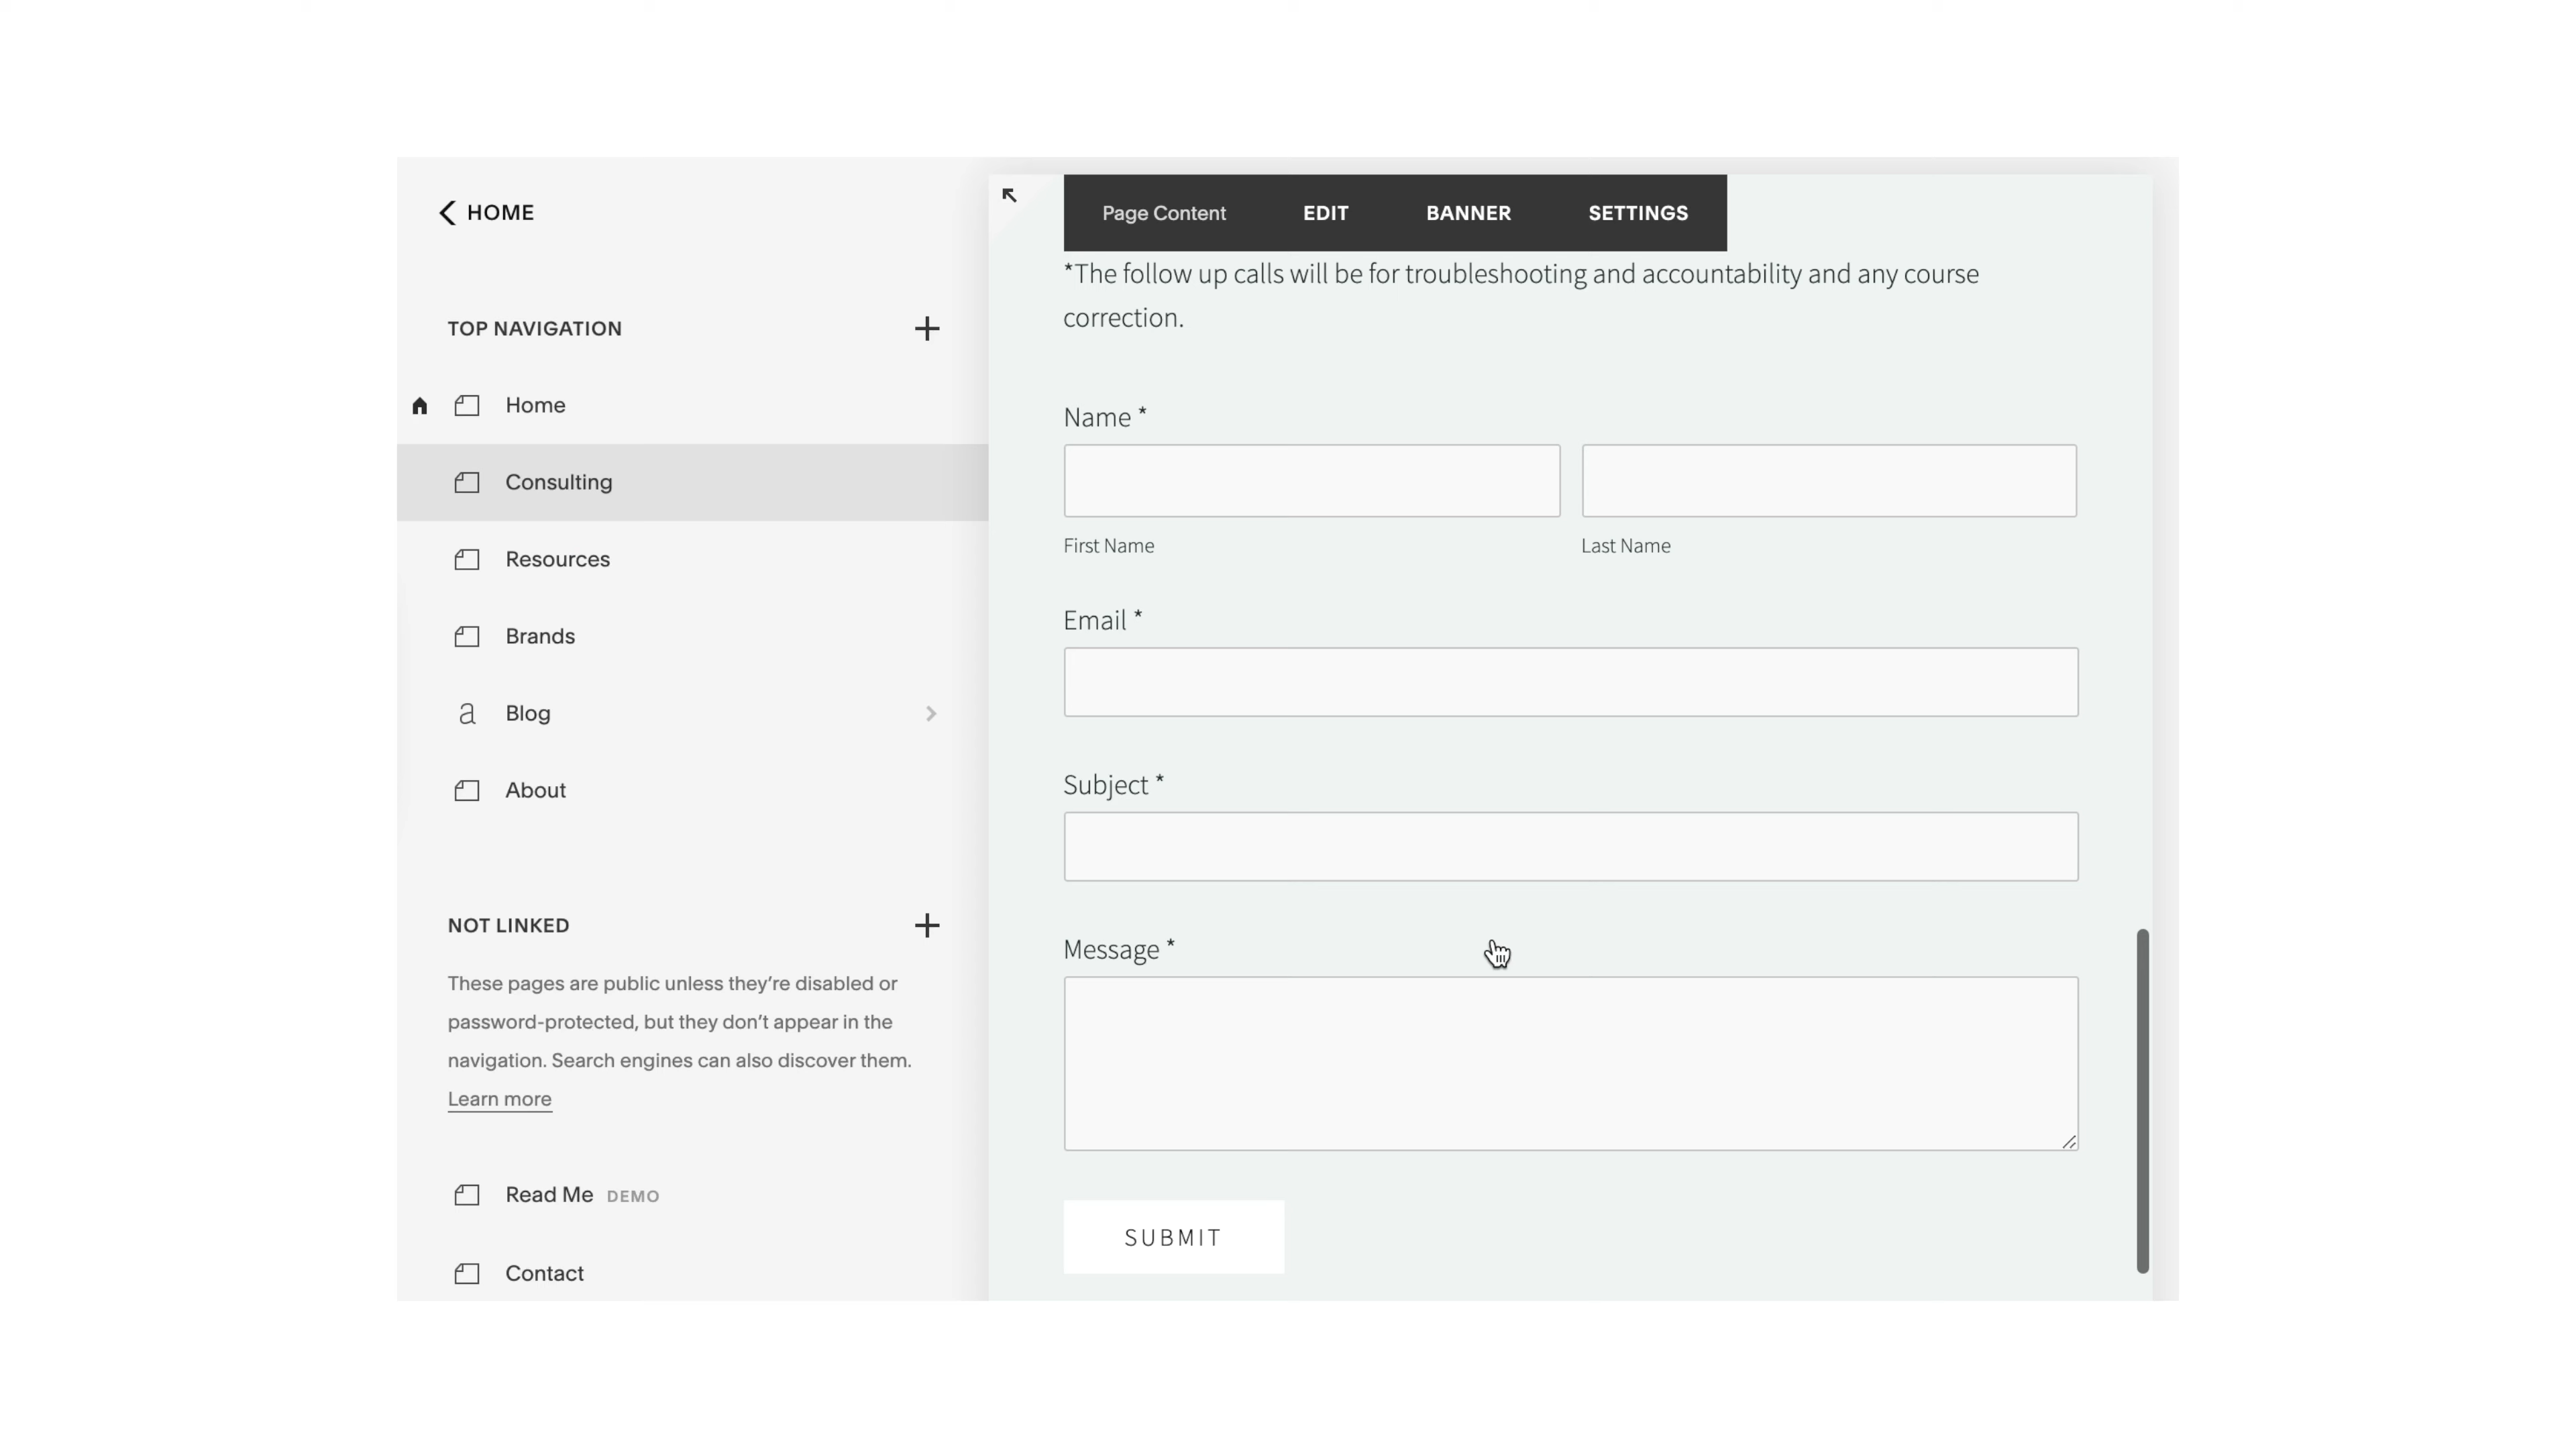 HOME
TOP NAVIGATION
Home
Consulting
Resources
Brands
a Blog
About
NOT LINKED
These pages are public unless they’re disabled or
password-protected, but they don’t appear in the
navigation. Search engines can also discover them.
Learn more
Read Me DEMO
Contact
Page Content EDIT BANNER SETTINGS
*The follow up calls will be for troubleshooting and accountability and any course
correction.
Name *
First Name Last Name
Email *
Subject *
Message *
SUBMIT